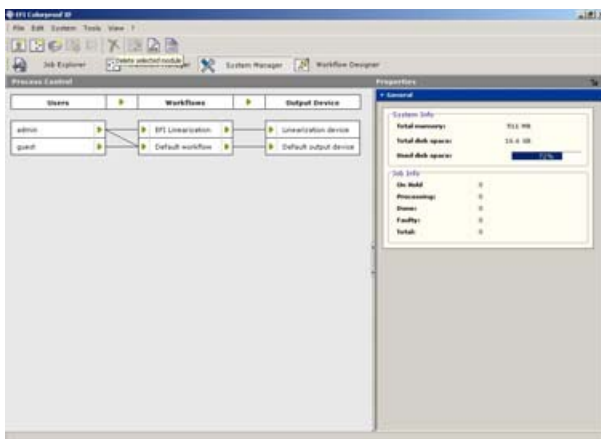 EFI Colorproof XF
File Edit System Tools View ?
Delete selected module
Job Explorer Manager System Manager Workflow Designer
Process Control
Properties
Users Workflows Output Device
General
System Info
Total memory: 511 MB
Total disk space:
Used disk space: 72%
admin EFI Linearization Linearization device
guest Default workflow Default output device
Job Info
On Hold 0
Processing: 0
Done: 0
Faulty: 0
Total: 0